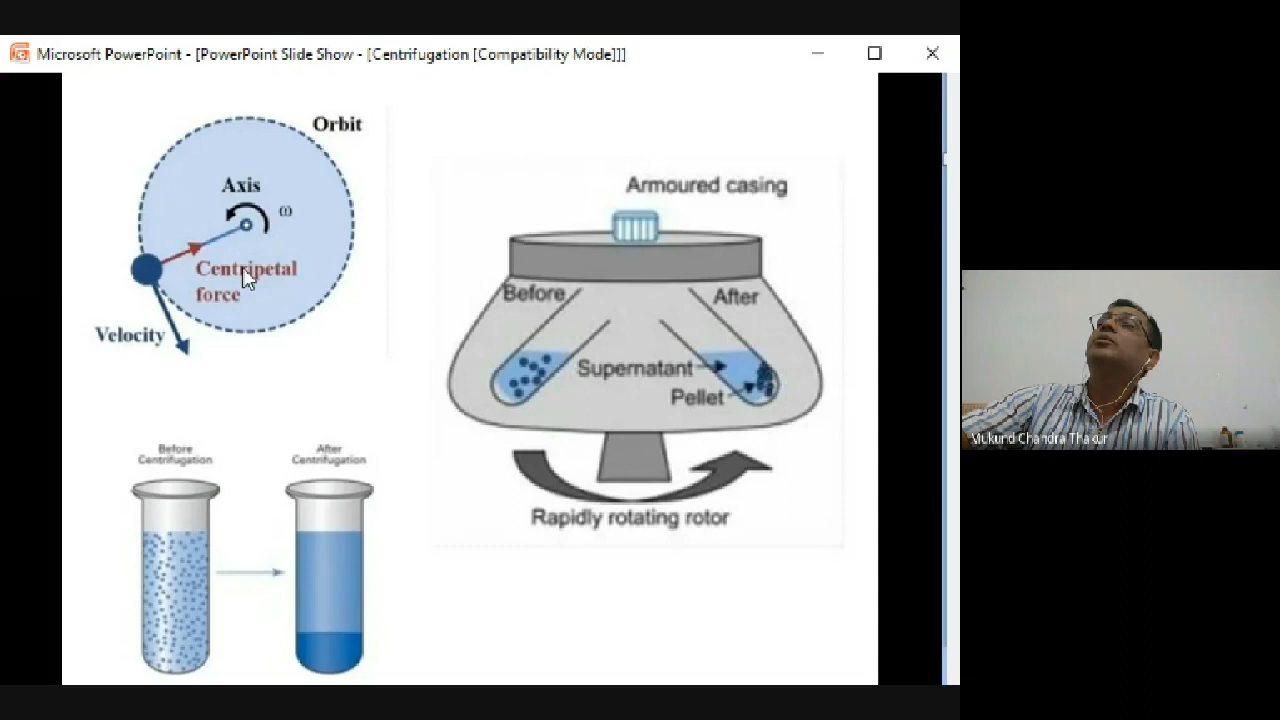 Microsoft PowerPoint - [PowerPoint Slide Show - [Centrifugation [Compatibility Mode]]]
Orbit
Axis
ω
Centripetal
force
Velocity
Armoured casing
Before
After
Supernatant
Pellet
Rapidly rotating rotor
Before
Centrifugation
After
Centrifugation
Mukund Chandra Thakur